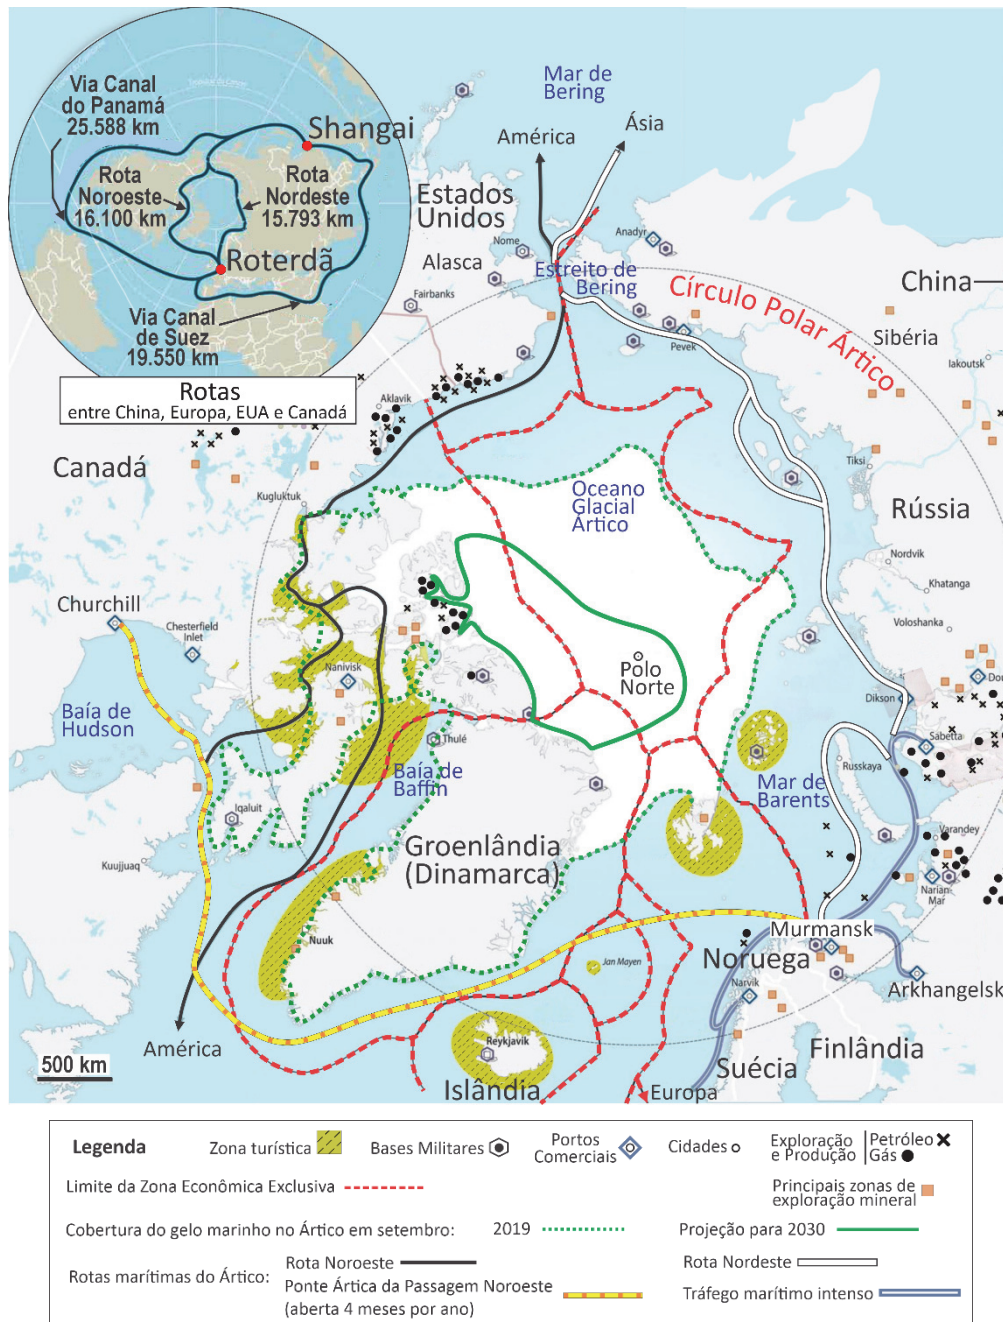 Via Canal
do Panamá
25.588 km
Shangai
Rota
Noroeste
16.100 km
Rota
Nordeste
15.793 km
Roterdã
Via Canal
de Suez
19.550 km
Rotas
entre China, Europa, EUA e Canadá
Mar de
Bering
América
Ásia
Estados
Unidos
Nome
Alasca
Fairbanks
Anadyr
Estreito de
Bering
Círculo Polar Ártico
China
Sibéria
Pevek
Iakoutsk
Aklavik
Canadá
Kugluktuk
Oceano
Glacial
Ártico
Tiksi
Rússia
Nordvik
Khatanga
Voloshanka
Churchill
Chesterfield
Inlet
Nanivisk
Polo
Norte
Dou
Dikson
Baía de
Hudson
Thulé
Baía de
Baffin
Mar de
Barents
Sabetta
Russkaya
Iqaluit
Varandey
Kuujjuaq
Groenlândia
(Dinamarca)
Narian
Mar
Nuuk
Murmansk
Noruega
Jan Mayen
Narvik
Arkhangelsk
América
Reykjavik
Islândia
Suécia
Finlândia
Europa
500 km
Legenda
Zona turística
Bases Militares
Portos
Comerciais
Cidades
Exploração
e Produção
Petróleo
Gás
Limite da Zona Econômica Exclusiva
Principais zonas de
exploração mineral
Cobertura do gelo marinho no Ártico em setembro:
2019
Projeção para 2030
Rotas marítimas do Ártico:
Rota Noroeste
Rota Nordeste
Ponte Ártica da Passagem Noroeste
(aberta 4 meses por ano)
Tráfego marítimo intenso